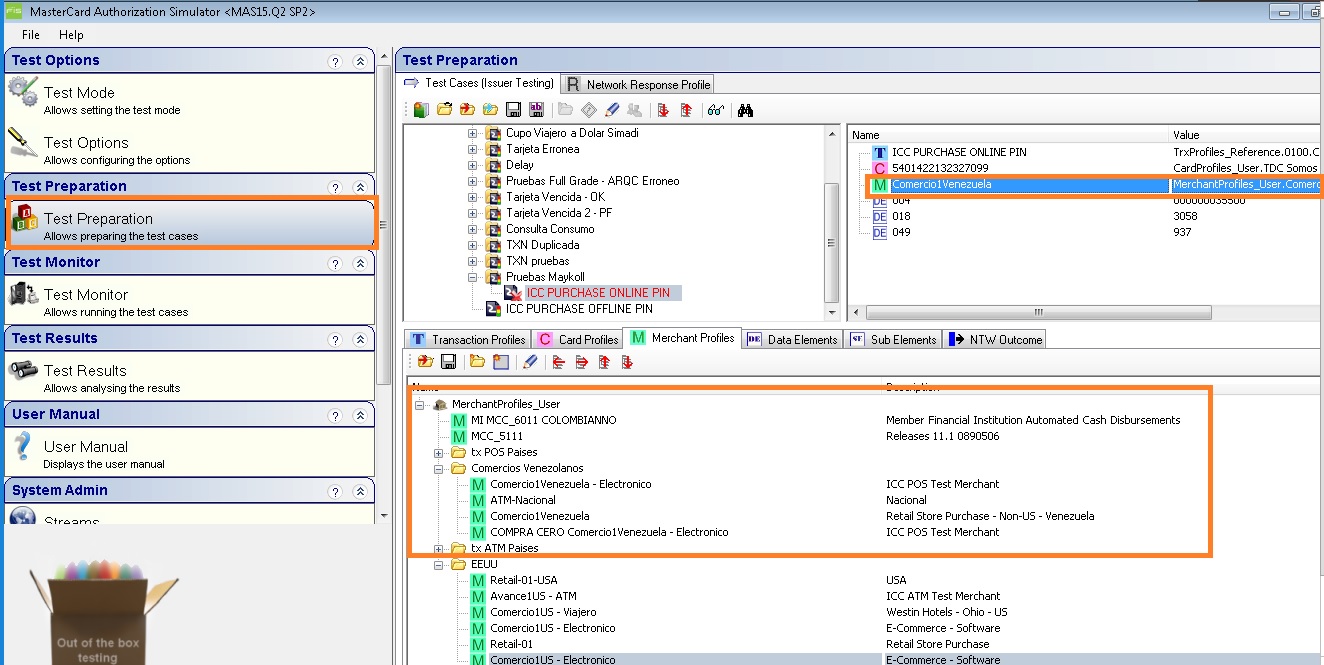 MasterCard Authorization Simulator <MAS15.Q2 SP2>
File Help
Test Options
Test Mode
Allows setting the test mode
Test Options
Allows configuring the options
Test Preparation
Test Preparation
Allows preparing the test cases
Test Monitor
Test Monitor
Allows running the test cases
Test Results
Test Results
Allows analysing the results
User Manual
User Manual
Displays the user manual
System Admin
Streams
Out of the box
testing
Test Preparation
Test Cases (Issuer Testing) R Network Response Profile
Cupo Viajero a Dolar Simadi
Tarjeta Erronea
Delay
Pruebas Full Grade - ARQC Erroneo
Tarjeta Vencida - OK
Tarjeta Vencida 2 - PF
Consulta Consumo
TXN Duplicada
TXN pruebas
Pruebas Maykoll
ICC PURCHASE ONLINE PIN
ICC PURCHASE OFFLINE PIN
Name Value
T ICC PURCHASE ONLINE PIN TrxProfiles_Reference.0100.C
C 5401422132327099 CardProfiles_User.TDC Somos
M Comercio1Venezuela MerchantProfiles_User.Comerc
DE 004 000000035500
DE 018 3058
DE 049 937
T Transaction Profiles C Card Profiles M Merchant Profiles DE Data Elements SE Sub Elements NTW Outcome
Name Description
MerchantProfiles_User
M MI MCC_6011 COLOMBIANNO Member Financial Institution Automated Cash Disbursements
M MCC_5111 Releases 11.1 0890506
tx POS Paises
Comercios Venezolanos
M Comercio1Venezuela - Electronico ICC POS Test Merchant
M ATM-Nacional Nacional
M Comercio1Venezuela Retail Store Purchase - Non-US - Venezuela
M COMPRA CERO Comercio1Venezuela - Electronico ICC POS Test Merchant
tx ATM Paises
EEUU
M Retail-01-USA USA
M Avance1US - ATM ICC ATM Test Merchant
M Comercio1US - Viajero Westin Hotels - Ohio - US
M Comercio1US - Electronico E-Commerce - Software
M Retail-01 Retail Store Purchase
M Comercio1US - Electronico E-Commerce - Software